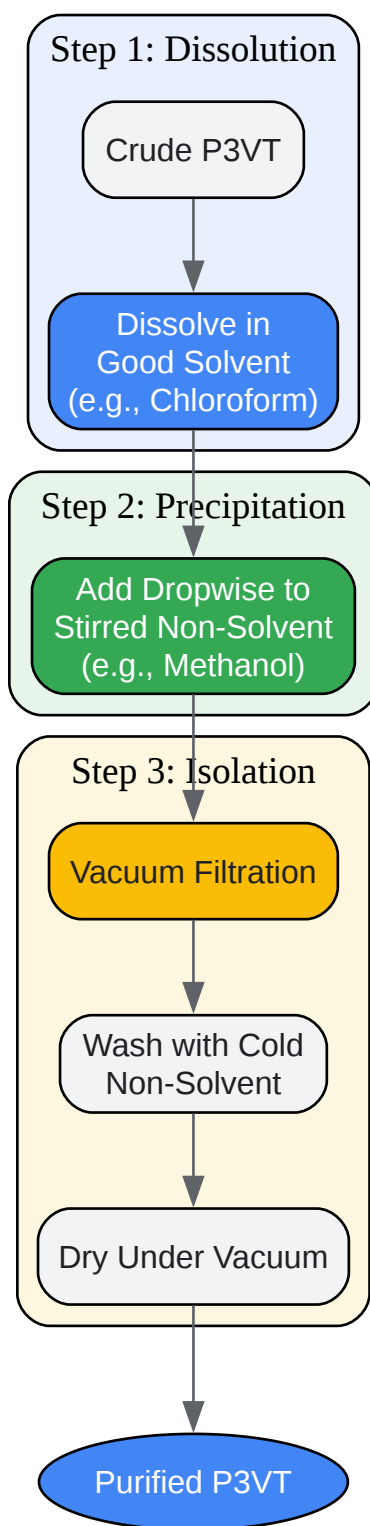 Step 1: Dissolution
Crude P3VT
Dissolve in
Good Solvent
(e.g., Chloroform)
Step 2: Precipitation
Add Dropwise to
Stirred Non-Solvent
(e.g., Methanol)
Step 3: Isolation
Vacuum Filtration
Wash with Cold
Non-Solvent
Dry Under Vacuum
Purified P3VT